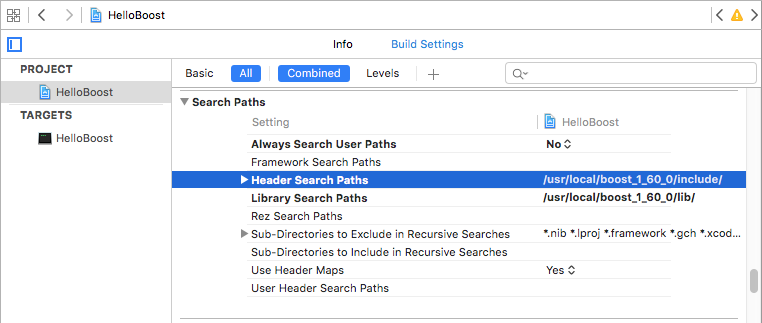 HelloBoost
Info Build Settings
PROJECT
HelloBoost
TARGETS
HelloBoost
Basic All Combined Levels +
Search Paths
Setting HelloBoost
Always Search User Paths No
Framework Search Paths
Header Search Paths /usr/local/boost_1_60_0/include/
Library Search Paths /usr/local/boost_1_60_0/lib/
Rez Search Paths
Sub-Directories to Exclude in Recursive Searches *.nib *.lproj *.framework *.gch *.xcod...
Sub-Directories to Include in Recursive Searches
Use Header Maps Yes
User Header Search Paths